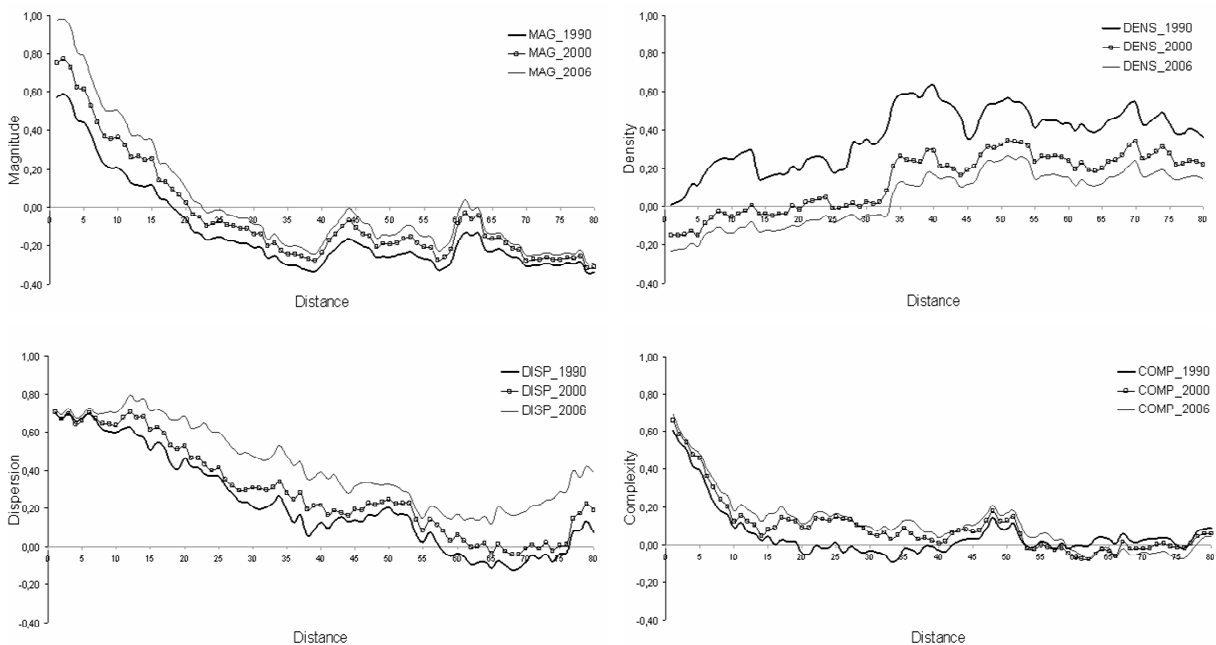 1,00
0,80
0,60
0,40
0,20
0,00
-0,20
-0,40
Magnitude
0 5 10 15 20 25 30 35 40 45 50 55 60 65 70 75 80
Distance
MAG_1990
MAG_2000
MAG_2006
1,00
0,80
0,60
0,40
0,20
0,00
-0,20
-0,40
Density
0 5 10 15 20 25 30 35 40 45 50 55 60 65 70 75 80
Distance
DENS_1990
DENS_2000
DENS_2006
1,00
0,80
0,60
0,40
0,20
0,00
-0,20
-0,40
Dispersion
0 5 10 15 20 25 30 35 40 45 50 55 60 65 70 75 80
Distance
DISP_1990
DISP_2000
DISP_2006
1,00
0,80
0,60
0,40
0,20
0,00
-0,20
-0,40
Complexity
0 5 10 15 20 25 30 35 40 45 50 55 60 65 70 75 80
Distance
COMP_1990
COMP_2000
COMP_2006